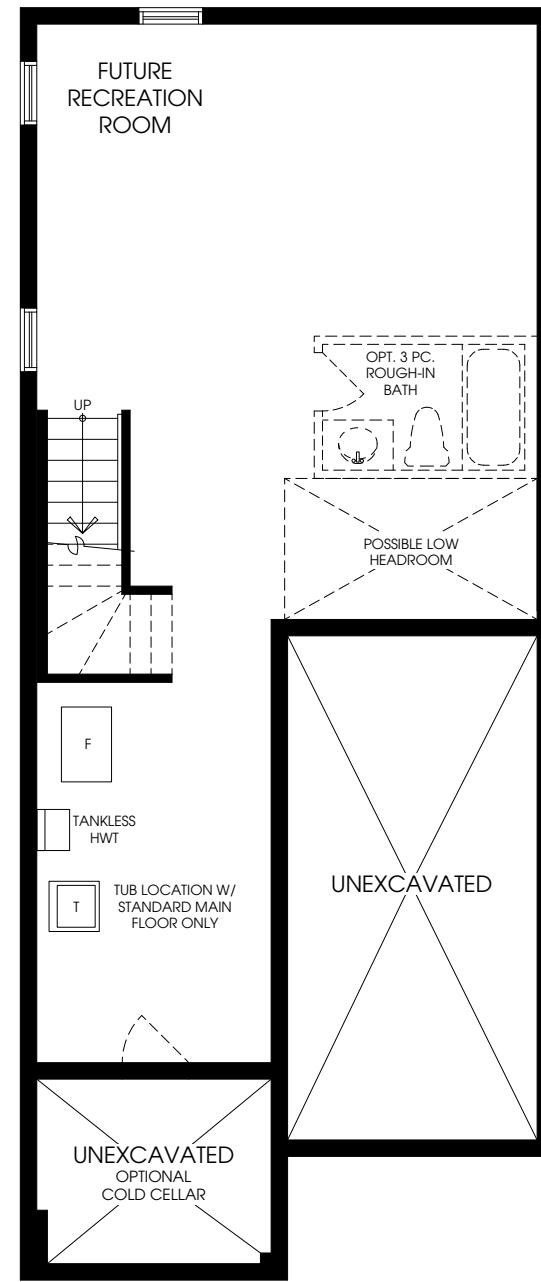 FUTURE
RECREATION
ROOM
OPT. 3 PC.
ROUGH-IN
BATH
UP
POSSIBLE LOW
HEADROOM
F
TANKLESS
HWT
T
TUB LOCATION W/
STANDARD MAIN
FLOOR ONLY
UNEXCAVATED
UNEXCAVATED
OPTIONAL
COLD CELLAR